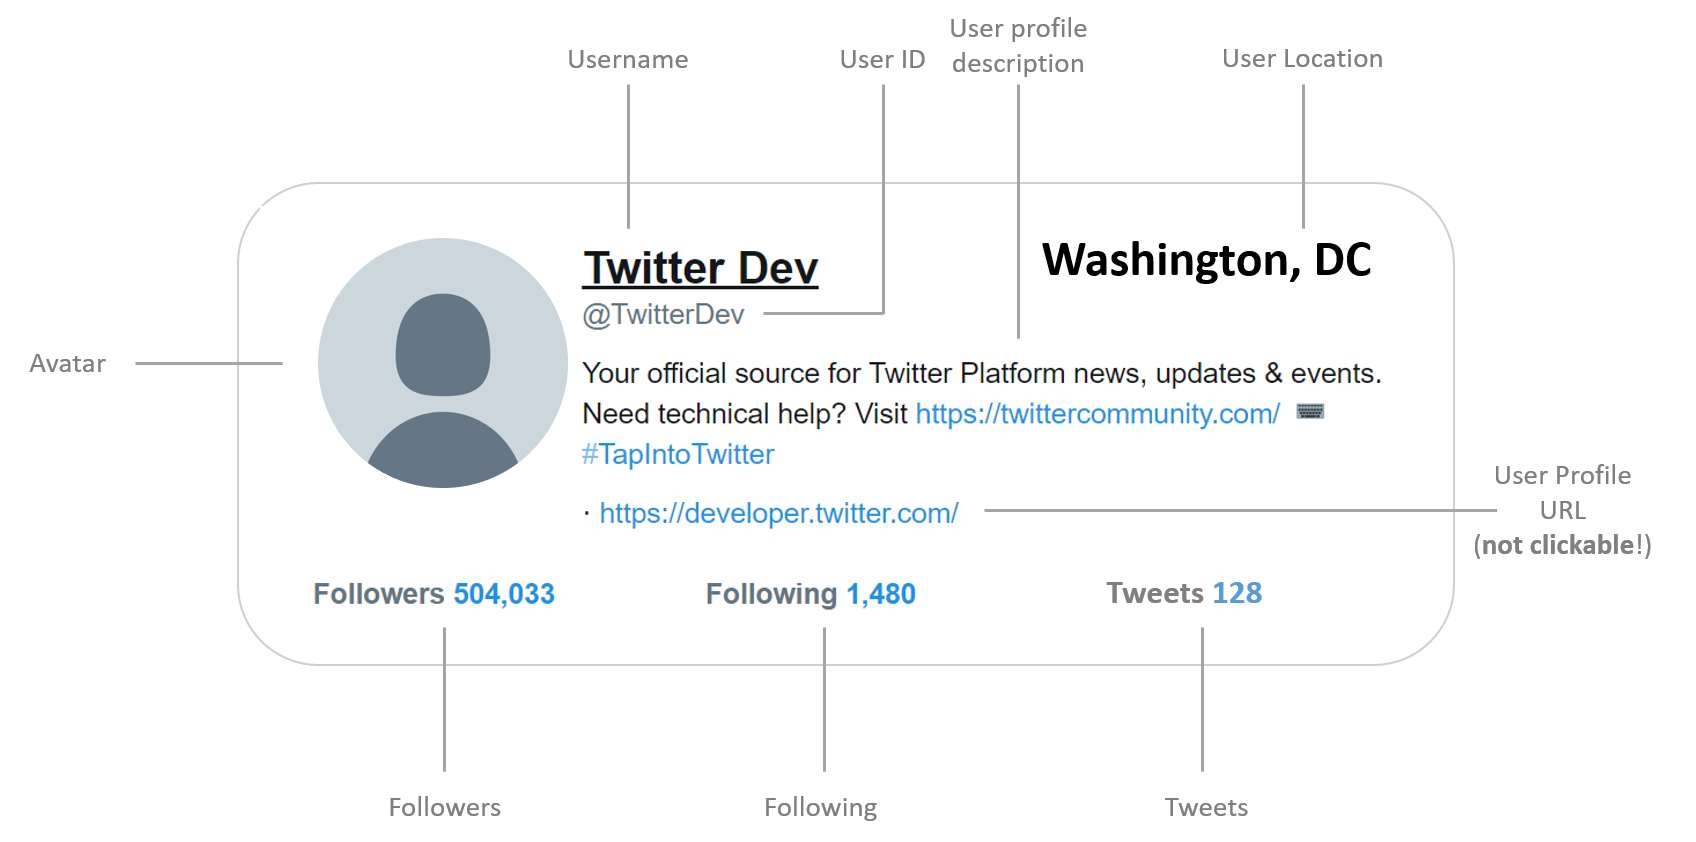 User profile
description
Username
User ID
User Location
Twitter Dev
Washington, DC
@TwitterDev
Avatar
Your official source for Twitter Platform news, updates & events.
Need technical help? Visit https://twittercommunity.com/ ⌨
#TapIntoTwitter
· https://developer.twitter.com/
User Profile
URL
(not clickable!)
Followers 504,033
Following 1,480
Tweets 128
Followers
Following
Tweets